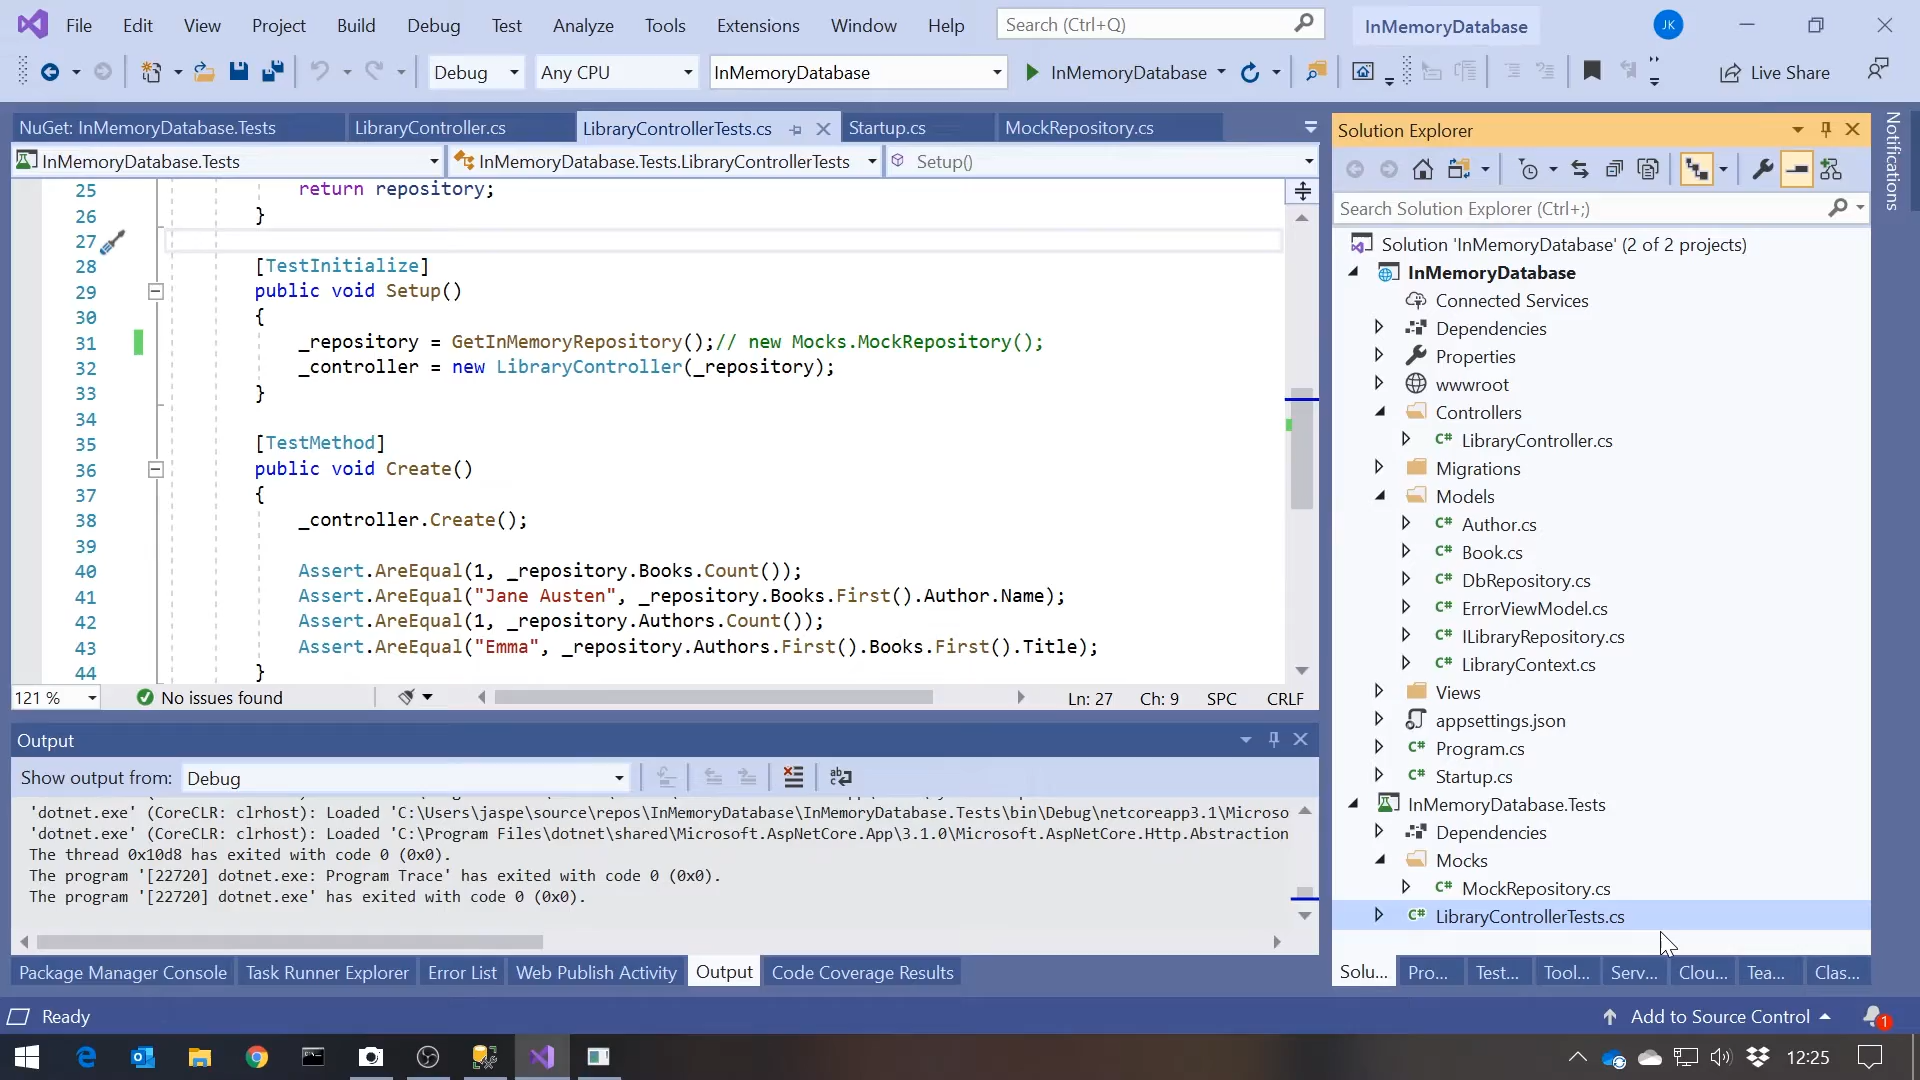 File Edit View Project Build Debug Test Analyze Tools Extensions Window Help Search (Ctrl+Q) InMemoryDatabase JK
Debug Any CPU InMemoryDatabase InMemoryDatabase Live Share
NuGet: InMemoryDatabase.Tests LibraryController.cs LibraryControllerTests.cs Startup.cs MockRepository.cs
InMemoryDatabase.Tests InMemoryDatabase.Tests.LibraryControllerTests Setup()
25 return repository;
26 }
27
28 [TestInitialize]
29 public void Setup()
30 {
31 _repository = GetInMemoryRepository();// new Mocks.MockRepository();
32 _controller = new LibraryController(_repository);
33 }
34
35 [TestMethod]
36 public void Create()
37 {
38 _controller.Create();
39
40 Assert.AreEqual(1, _repository.Books.Count());
41 Assert.AreEqual("Jane Austen", _repository.Books.First().Author.Name);
42 Assert.AreEqual(1, _repository.Authors.Count());
43 Assert.AreEqual("Emma", _repository.Authors.First().Books.First().Title);
44 }
121 % No issues found Ln: 27 Ch: 9 SPC CRLF
Output
Show output from: Debug
'dotnet.exe' (CoreCLR: clrhost): Loaded 'C:\Users\jaspe\source\repos\InMemoryDatabase\InMemoryDatabase.Tests\bin\Debug\netcoreapp3.1\Microso
'dotnet.exe' (CoreCLR: clrhost): Loaded 'C:\Program Files\dotnet\shared\Microsoft.AspNetCore.App\3.1.0\Microsoft.AspNetCore.Http.Abstraction
The thread 0x10d8 has exited with code 0 (0x0).
The program '[22720] dotnet.exe: Program Trace' has exited with code 0 (0x0).
The program '[22720] dotnet.exe' has exited with code 0 (0x0).
Package Manager Console Task Runner Explorer Error List Web Publish Activity Output Code Coverage Results
Solution Explorer
Search Solution Explorer (Ctrl+;)
Solution 'InMemoryDatabase' (2 of 2 projects)
InMemoryDatabase
Connected Services
Dependencies
Properties
wwwroot
Controllers
C# LibraryController.cs
Migrations
Models
C# Author.cs
C# Book.cs
C# DbRepository.cs
C# ErrorViewModel.cs
C# ILibraryRepository.cs
C# LibraryContext.cs
Views
appsettings.json
C# Program.cs
C# Startup.cs
InMemoryDatabase.Tests
Dependencies
Mocks
C# MockRepository.cs
C# LibraryControllerTests.cs
Solu... Pro... Test... Tool... Serv... Clou... Tea... Clas...
Notifications
Ready Add to Source Control 1
12:25